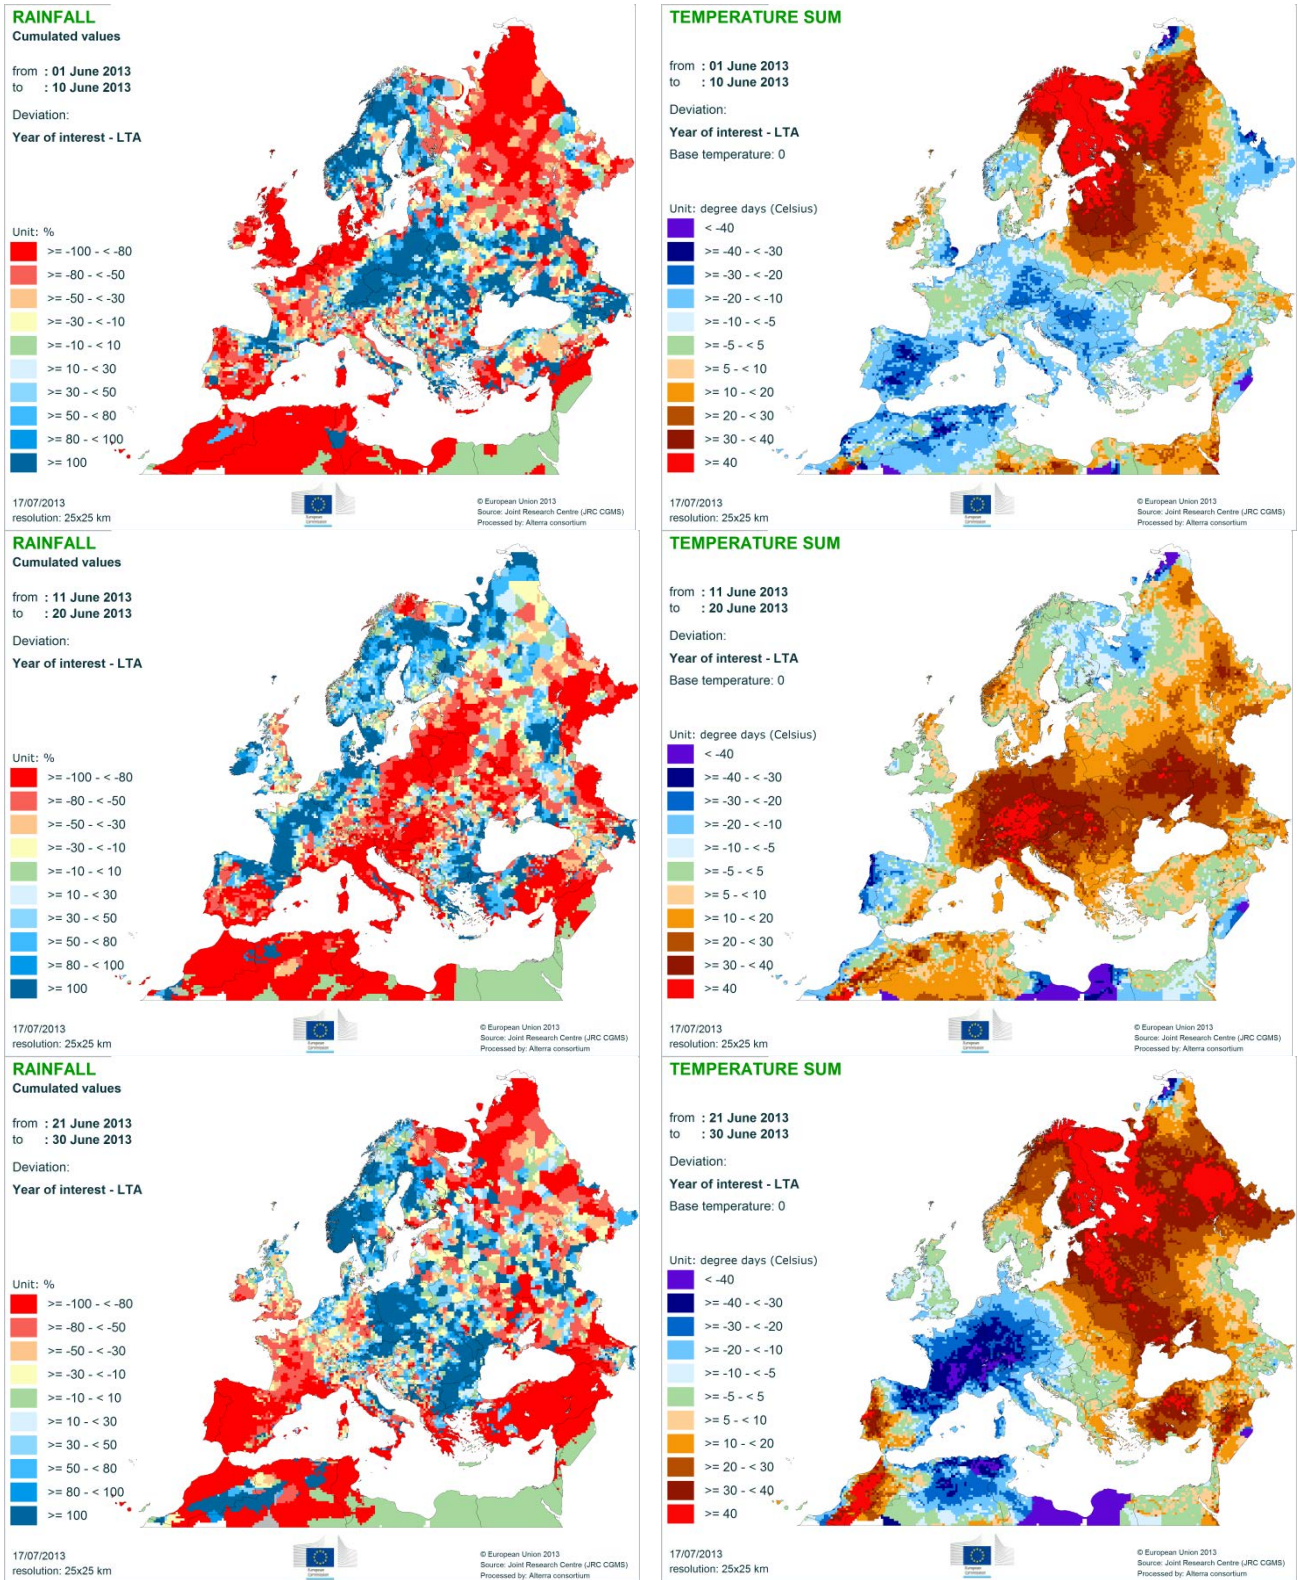 RAINFALL
Cumulated values
from : 01 June 2013
to : 10 June 2013
Deviation:
Year of interest - LTA
Unit: %
>= -100 - < -80
>= -80 - < -50
>= -50 - < -30
>= -30 - < -10
>= -10 - < 10
>= 10 - < 30
>= 30 - < 50
>= 50 - < 80
>= 80 - < 100
>= 100
17/07/2013
resolution: 25x25 km
European
Commission
© European Union 2013
Source: Joint Research Centre (JRC CGMS)
Processed by: Alterra consortium
TEMPERATURE SUM
from : 01 June 2013
to : 10 June 2013
Deviation:
Year of interest - LTA
Base temperature: 0
Unit: degree days (Celsius)
< -40
>= -40 - < -30
>= -30 - < -20
>= -20 - < -10
>= -10 - < -5
>= -5 - < 5
>= 5 - < 10
>= 10 - < 20
>= 20 - < 30
>= 30 - < 40
>= 40
17/07/2013
resolution: 25x25 km
European
Commission
© European Union 2013
Source: Joint Research Centre (JRC CGMS)
Processed by: Alterra consortium
RAINFALL
Cumulated values
from : 11 June 2013
to : 20 June 2013
Deviation:
Year of interest - LTA
Unit: %
>= -100 - < -80
>= -80 - < -50
>= -50 - < -30
>= -30 - < -10
>= -10 - < 10
>= 10 - < 30
>= 30 - < 50
>= 50 - < 80
>= 80 - < 100
>= 100
17/07/2013
resolution: 25x25 km
European
Commission
© European Union 2013
Source: Joint Research Centre (JRC CGMS)
Processed by: Alterra consortium
TEMPERATURE SUM
from : 11 June 2013
to : 20 June 2013
Deviation:
Year of interest - LTA
Base temperature: 0
Unit: degree days (Celsius)
< -40
>= -40 - < -30
>= -30 - < -20
>= -20 - < -10
>= -10 - < -5
>= -5 - < 5
>= 5 - < 10
>= 10 - < 20
>= 20 - < 30
>= 30 - < 40
>= 40
17/07/2013
resolution: 25x25 km
European
Commission
© European Union 2013
Source: Joint Research Centre (JRC CGMS)
Processed by: Alterra consortium
RAINFALL
Cumulated values
from : 21 June 2013
to : 30 June 2013
Deviation:
Year of interest - LTA
Unit: %
>= -100 - < -80
>= -80 - < -50
>= -50 - < -30
>= -30 - < -10
>= -10 - < 10
>= 10 - < 30
>= 30 - < 50
>= 50 - < 80
>= 80 - < 100
>= 100
17/07/2013
resolution: 25x25 km
European
Commission
© European Union 2013
Source: Joint Research Centre (JRC CGMS)
Processed by: Alterra consortium
TEMPERATURE SUM
from : 21 June 2013
to : 30 June 2013
Deviation:
Year of interest - LTA
Base temperature: 0
Unit: degree days (Celsius)
< -40
>= -40 - < -30
>= -30 - < -20
>= -20 - < -10
>= -10 - < -5
>= -5 - < 5
>= 5 - < 10
>= 10 - < 20
>= 20 - < 30
>= 30 - < 40
>= 40
17/07/2013
resolution: 25x25 km
European
Commission
© European Union 2013
Source: Joint Research Centre (JRC CGMS)
Processed by: Alterra consortium